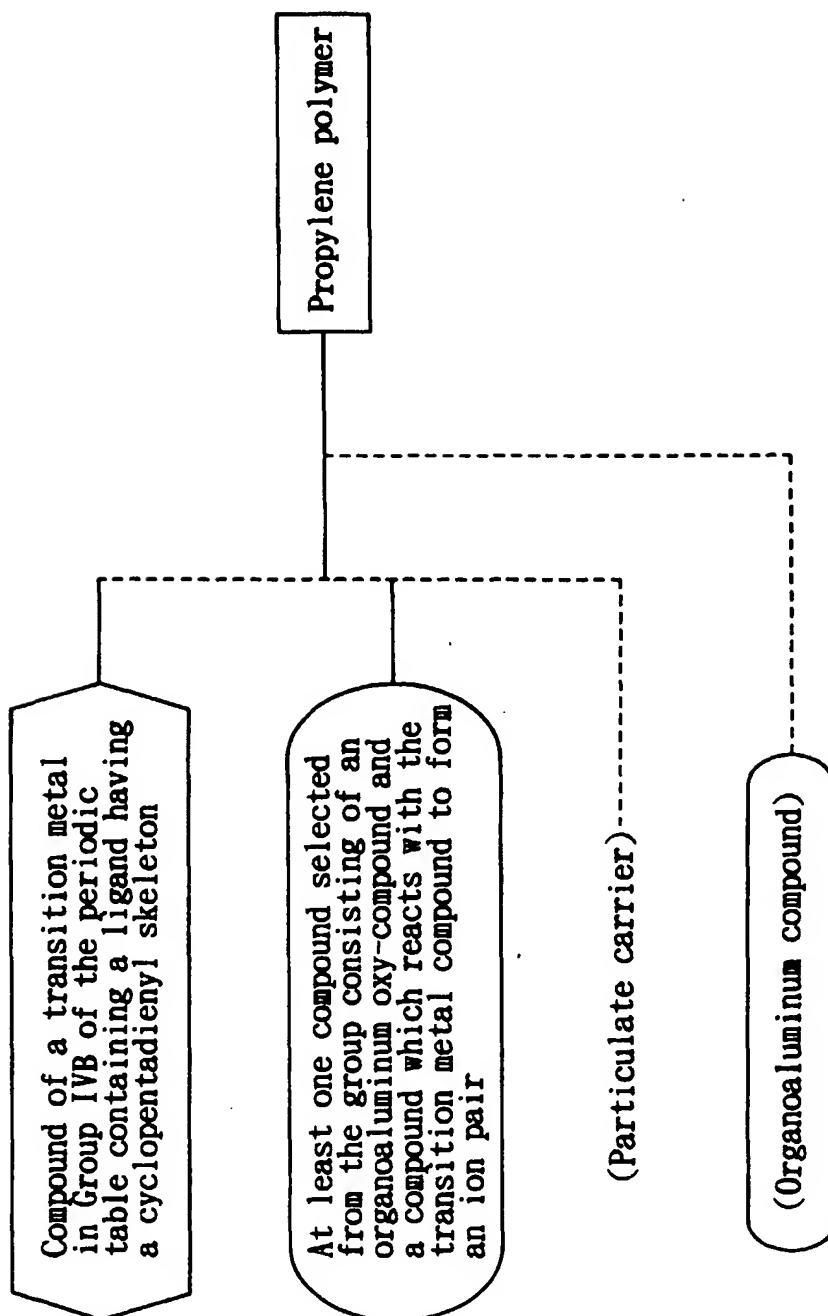 Compound of a transition metal
in Group IVB of the periodic
table containing a ligand having
a cyclopentadienyl skeleton
At least one compound selected
from the group consisting of an
organoaluminum oxy-compound and
a compound which reacts with the
transition metal compound to form
an ion pair
(Particulate carrier)
(Organoaluminum compound)
Propylene polymer